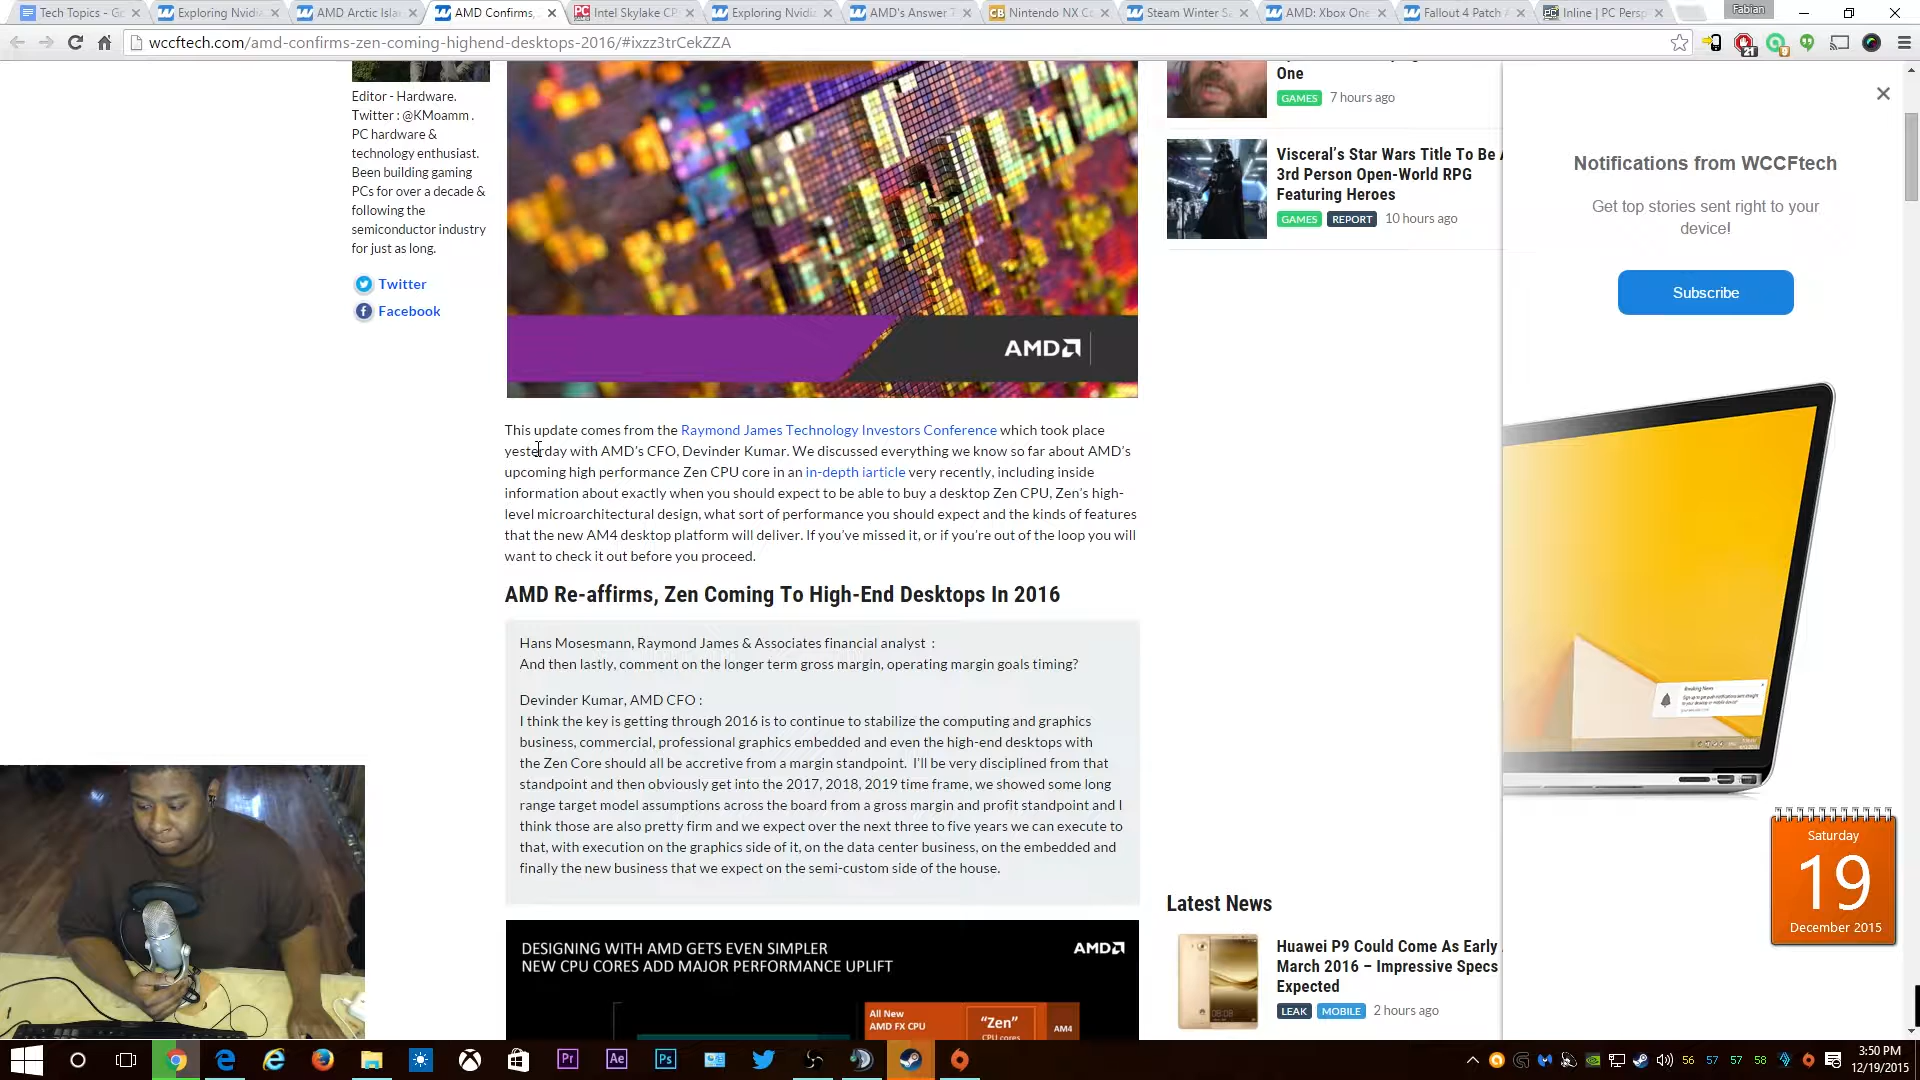 Tech Topics - Go
Exploring Nvidi
AMD Arctic Isla
AMD Confirms,
Intel Skylake CP
Exploring Nvidi
AMD's Answer T
Nintendo NX Co
Steam Winter Sa
AMD: Xbox One
Fallout 4 Patch
Inline | PC Persp
Fabian
wccftech.com/amd-confirms-zen-coming-highend-desktops-2016/#ixzz3trCekZZA
Editor - Hardware.
Twitter : @KMoamm .
PC hardware &
technology enthusiast.
Been building gaming
PCs for over a decade &
following the
semiconductor industry
for just as long.
Twitter
Facebook
AMD
This update comes from the Raymond James Technology Investors Conference which took place
yesterday with AMD's CFO, Devinder Kumar. We discussed everything we know so far about AMD's
upcoming high performance Zen CPU core in an in-depth iarticle very recently, including inside
information about exactly when you should expect to be able to buy a desktop Zen CPU, Zen's high-
level microarchitectural design, what sort of performance you should expect and the kinds of features
that the new AM4 desktop platform will deliver. If you've missed it, or if you're out of the loop you will
want to check it out before you proceed.
AMD Re-affirms, Zen Coming To High-End Desktops In 2016
Hans Mosesmann, Raymond James & Associates financial analyst :
And then lastly, comment on the longer term gross margin, operating margin goals timing?
Devinder Kumar, AMD CFO :
I think the key is getting through 2016 is to continue to stabilize the computing and graphics
business, commercial, professional graphics embedded and even the high-end desktops with
the Zen Core should all be accretive from a margin standpoint. I'll be very disciplined from that
standpoint and then obviously get into the 2017, 2018, 2019 time frame, we showed some long
range target model assumptions across the board from a gross margin and profit standpoint and I
think those are also pretty firm and we expect over the next three to five years we can execute to
that, with execution on the graphics side of it, on the data center business, on the embedded and
finally the new business that we expect on the semi-custom side of the house.
DESIGNING WITH AMD GETS EVEN SIMPLER
NEW CPU CORES ADD MAJOR PERFORMANCE UPLIFT
AMD
All New
AMD FX CPU
"Zen"
CPU cores
AM4
One
GAMES 7 hours ago
Visceral's Star Wars Title To Be
3rd Person Open-World RPG
Featuring Heroes
GAMES REPORT 10 hours ago
Latest News
Huawei P9 Could Come As Early
March 2016 – Impressive Specs
Expected
LEAK MOBILE 2 hours ago
Notifications from WCCFtech
Get top stories sent right to your
device!
Subscribe
Breaking News
Saturday
19
December 2015
Pr
Ae
Ps
21
56 57 57 58
3:50 PM
12/19/2015